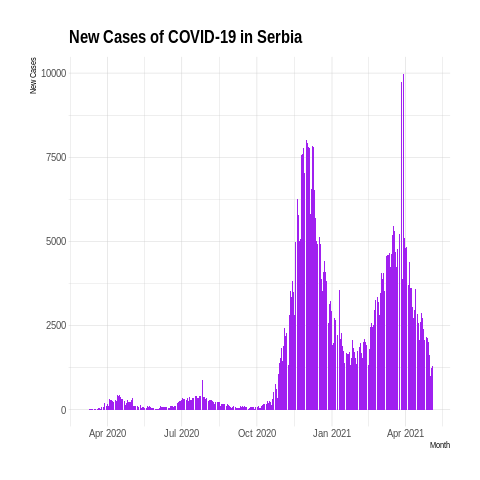 New Cases of COVID-19 in Serbia
New Cases
10000
7500
5000
2500
0
Apr 2020 Jul 2020 Oct 2020 Jan 2021 Apr 2021
Month